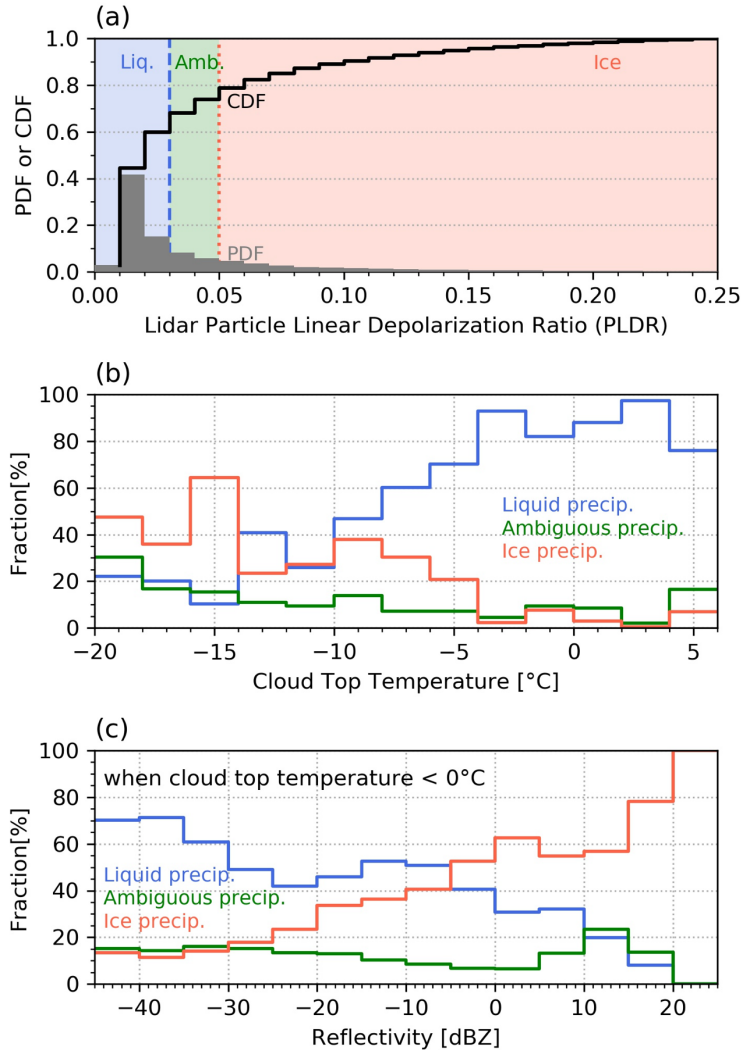 (a)
1.0
0.8
0.6
0.4
0.2
0.0
PDF or CDF
Liq.
Amb.
Ice
CDF
PDF
0.00 0.05 0.10 0.15 0.20 0.25
Lidar Particle Linear Depolarization Ratio (PLDR)
(b)
100
80
60
40
20
0
Fraction[%]
Liquid precip.
Ambiguous precip.
Ice precip.
−20 −15 −10 −5 0 5
Cloud Top Temperature [°C]
(c)
100
80
60
40
20
0
Fraction[%]
when cloud top temperature < 0°C
Liquid precip.
Ambiguous precip.
Ice precip.
−40 −30 −20 −10 0 10 20
Reflectivity [dBZ]